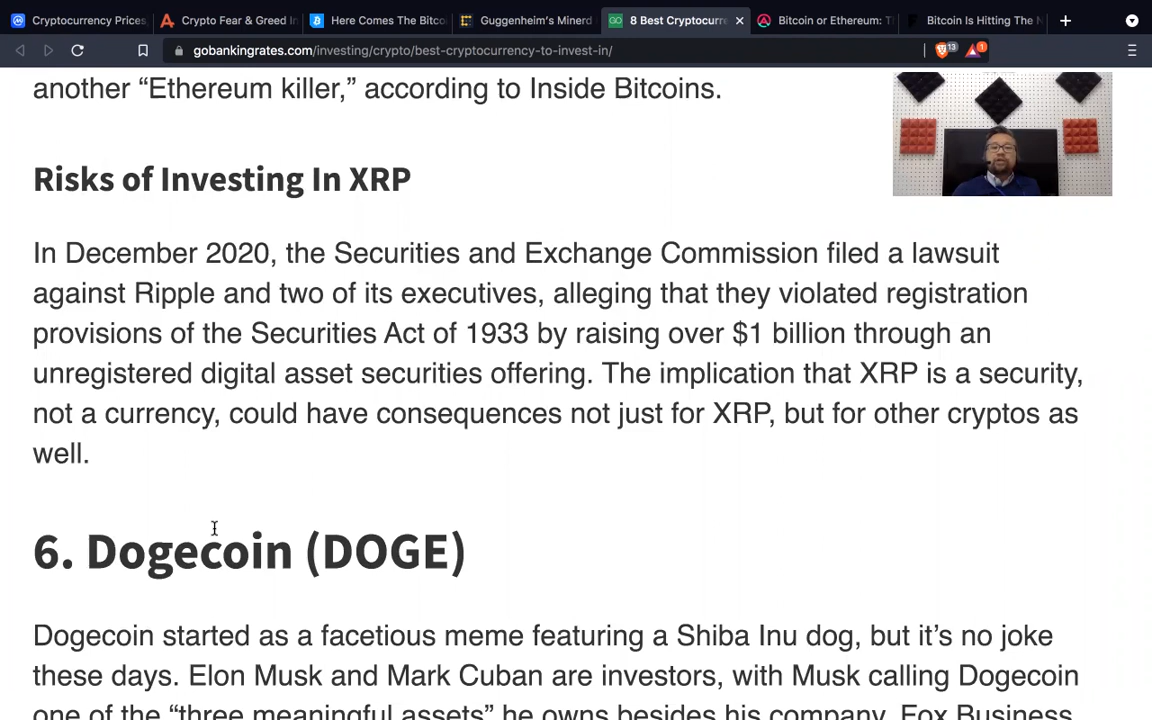 Cryptocurrency Prices, Crypto Fear & Greed In Here Comes The Bitco Guggenheim's Minerd 8 Best Cryptocurr Bitcoin or Ethereum: T Bitcoin Is Hitting The N
gobankingrates.com/investing/crypto/best-cryptocurrency-to-invest-in/ 13 1
another “Ethereum killer,” according to Inside Bitcoins.
Risks of Investing In XRP
In December 2020, the Securities and Exchange Commission filed a lawsuit
against Ripple and two of its executives, alleging that they violated registration
provisions of the Securities Act of 1933 by raising over $1 billion through an
unregistered digital asset securities offering. The implication that XRP is a security,
not a currency, could have consequences not just for XRP, but for other cryptos as
well.
6. Dogecoin (DOGE)
Dogecoin started as a facetious meme featuring a Shiba Inu dog, but it’s no joke
these days. Elon Musk and Mark Cuban are investors, with Musk calling Dogecoin
one of the “three meaningful assets” he owns besides his company, Fox Business